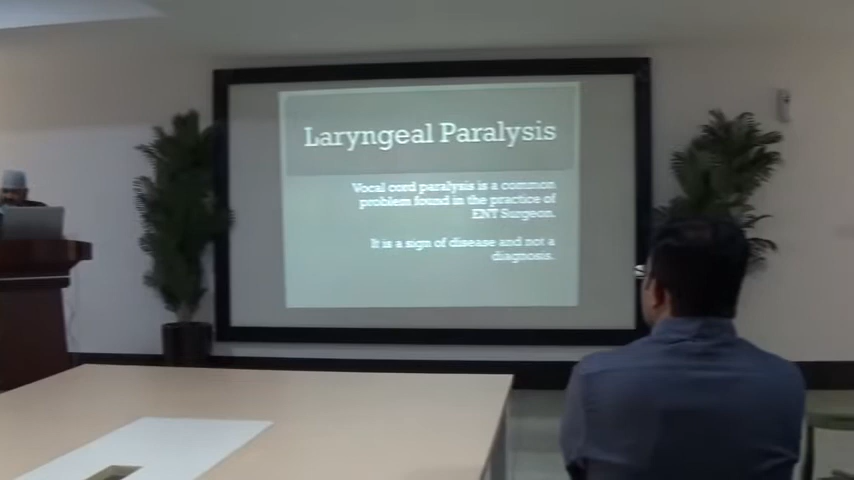 Laryngeal Paralysis
Vocal cord paralysis is a common
problem found in the practice of
ENT Surgeon.
It is a sign of disease and not a
diagnosis.